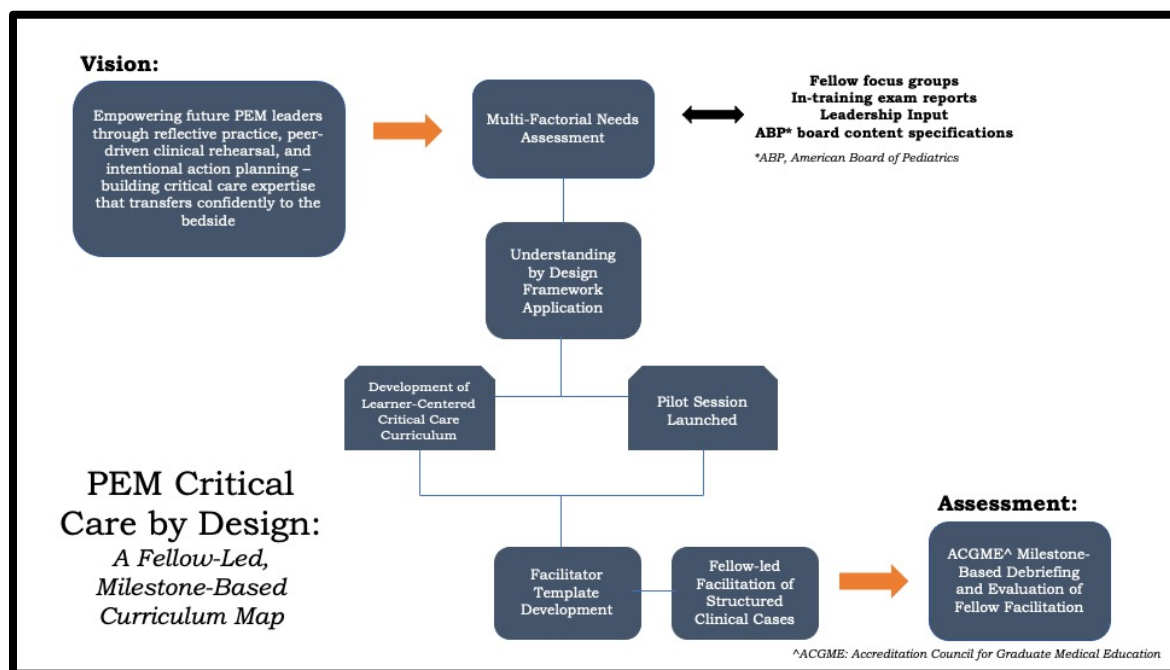 Vision:
Empowering future PEM leaders
through reflective practice, peer-
driven clinical rehearsal, and
intentional action planning –
building critical care expertise
that transfers confidently to the
bedside
Multi-Factorial Needs
Assessment
Fellow focus groups
In-training exam reports
Leadership Input
ABP* board content specifications
*ABP, American Board of Pediatrics
Understanding
by Design
Framework
Application
Development of
Learner-Centered
Critical Care
Curriculum
Pilot Session
Launched
PEM Critical
Care by Design:
A Fellow-Led,
Milestone-Based
Curriculum Map
Facilitator
Template
Development
Fellow-led
Facilitation of
Structured
Clinical Cases
Assessment:
ACGME^ Milestone-
Based Debriefing
and Evaluation of
Fellow Facilitation
^ACGME: Accreditation Council for Graduate Medical Education